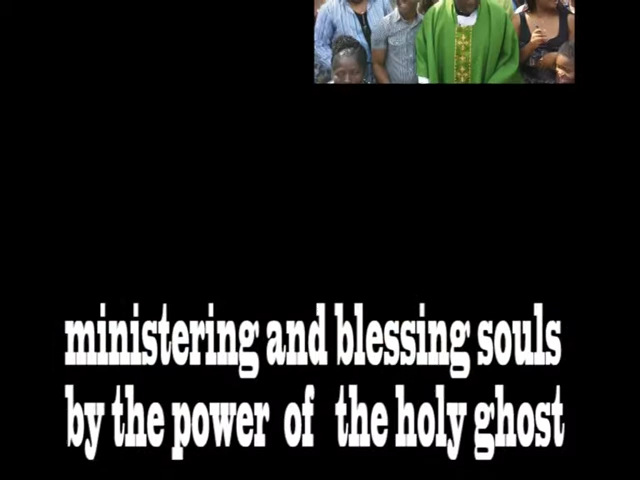 ministering and blessing souls
by the power of the holy ghost